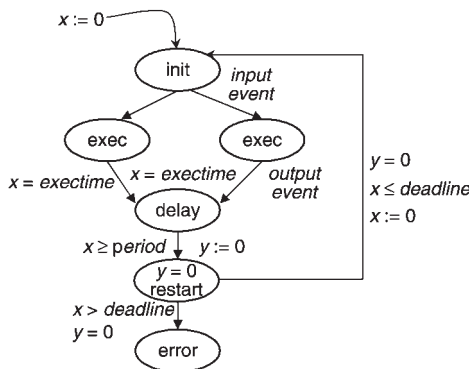 x := 0
init
input
event
exec
exec
x = exectime
x = exectime
output
event
delay
y = 0
x ≤ deadline
x := 0
x ≥ period
y := 0
y = 0
restart
x > deadline
y = 0
error